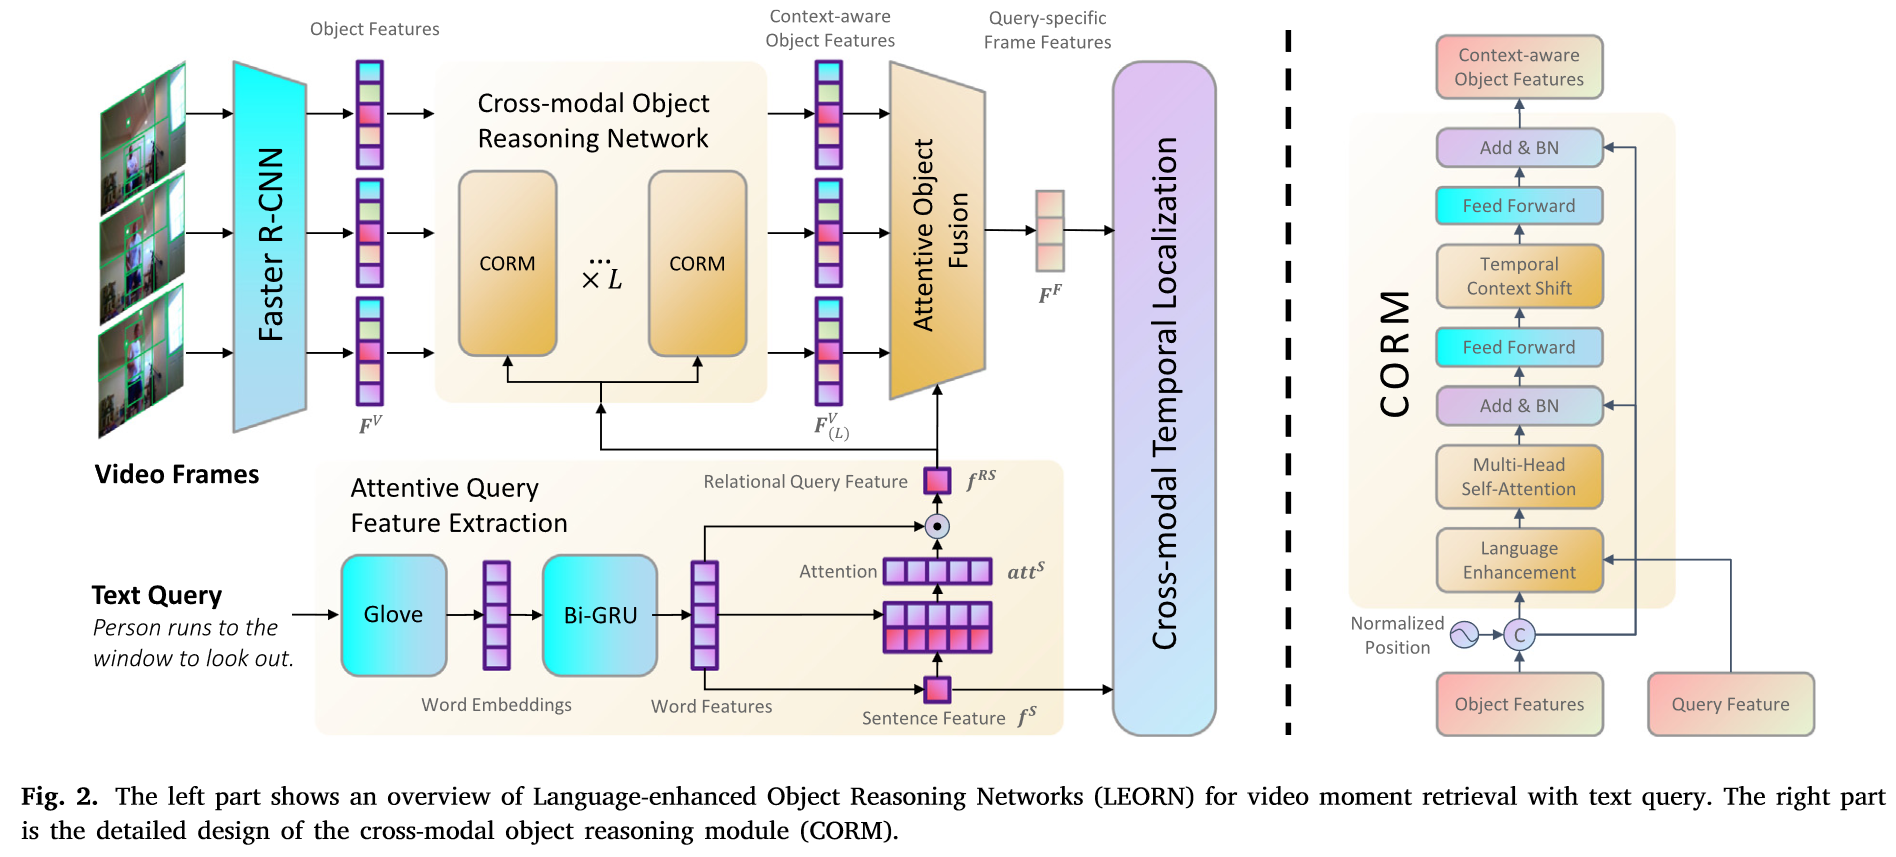 Object Features
Context-aware
Object Features
Query-specific
Frame Features
Faster R-CNN
Cross-modal Object
Reasoning Network
CORM
...
× L
CORM
Attentive Object
Fusion
Cross-modal Temporal Localization
F^V
F^V_(L)
F^F
Video Frames
Attentive Query
Feature Extraction
Relational Query Feature
f^RS
Attention
att^S
Text Query
Person runs to the
window to look out.
Glove
Bi-GRU
Word Embeddings
Word Features
Sentence Feature f^S
Context-aware
Object Features
Add & BN
Feed Forward
Temporal
Context Shift
Feed Forward
Add & BN
Multi-Head
Self-Attention
Language
Enhancement
CORM
Normalized
Position
C
Object Features
Query Feature
Fig. 2. The left part shows an overview of Language-enhanced Object Reasoning Networks (LEORN) for video moment retrieval with text query. The right part
is the detailed design of the cross-modal object reasoning module (CORM).